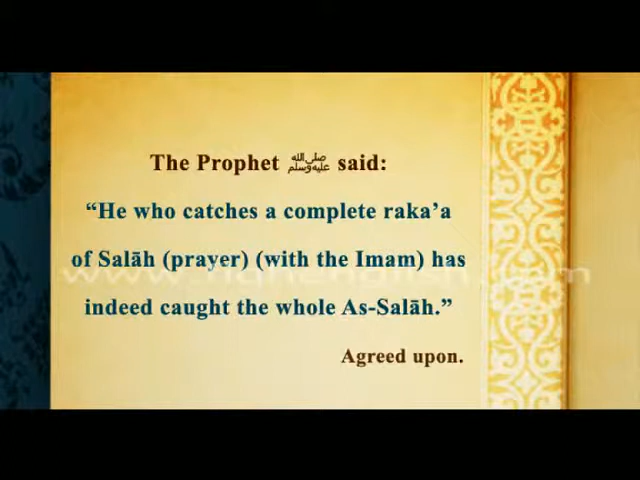 The Prophet ﷺ said:
“He who catches a complete raka’a
of Salāh (prayer) (with the Imam) has
indeed caught the whole As-Salāh.”
Agreed upon.